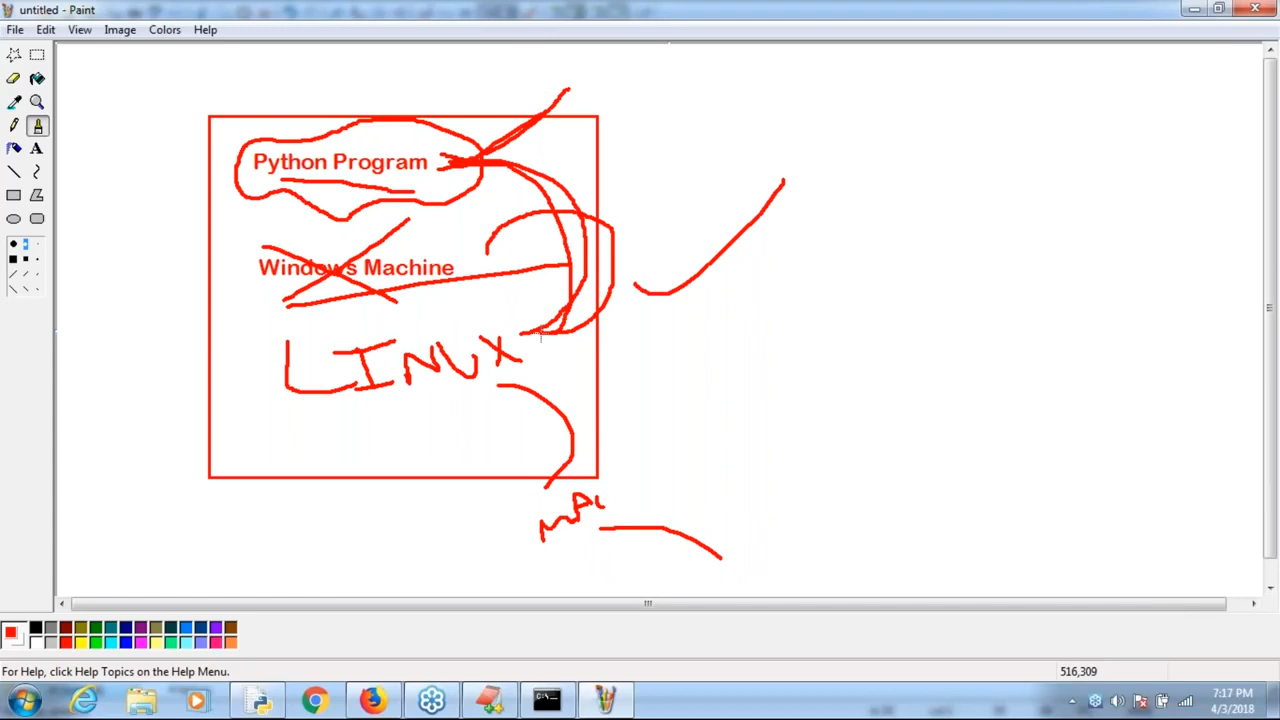 untitled - Paint
File Edit View Image Colors Help
Python Program
Windows Machine
LINUX
MAC
For Help, click Help Topics on the Help Menu.
516,309
7:17 PM
4/3/2018